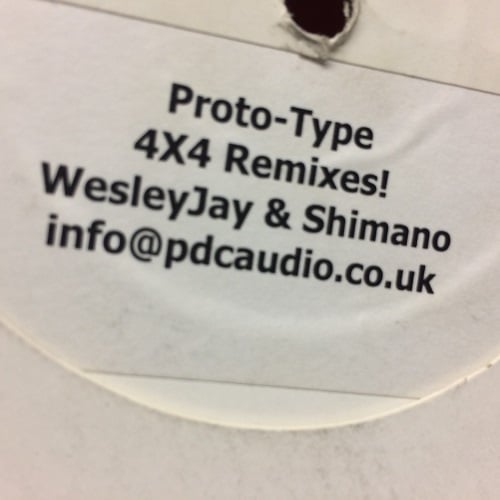 Proto-Type
4X4 Remixes!
WesleyJay & Shimano
info@pdcaudio.co.uk